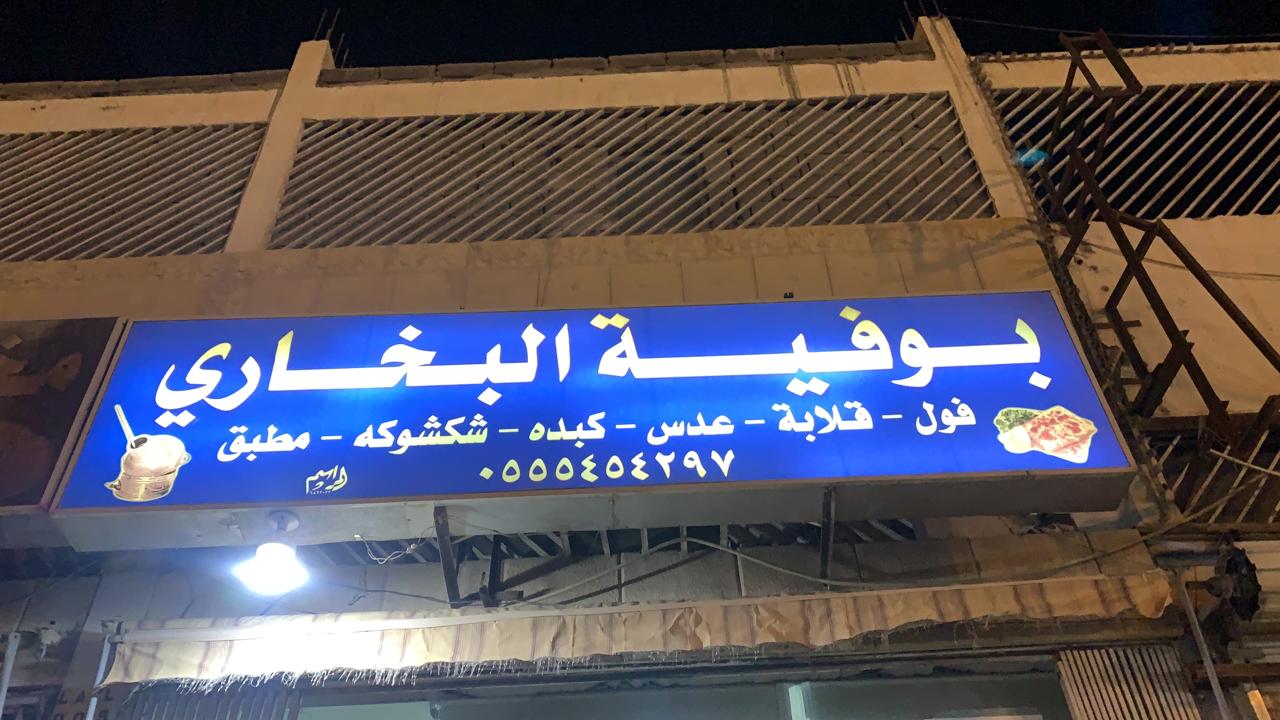 بوفية البخاري
فول - قلابة - عدس - كبده - شكشوكه - مطبق
٠٥٥٥٤٥٤٢٩٧